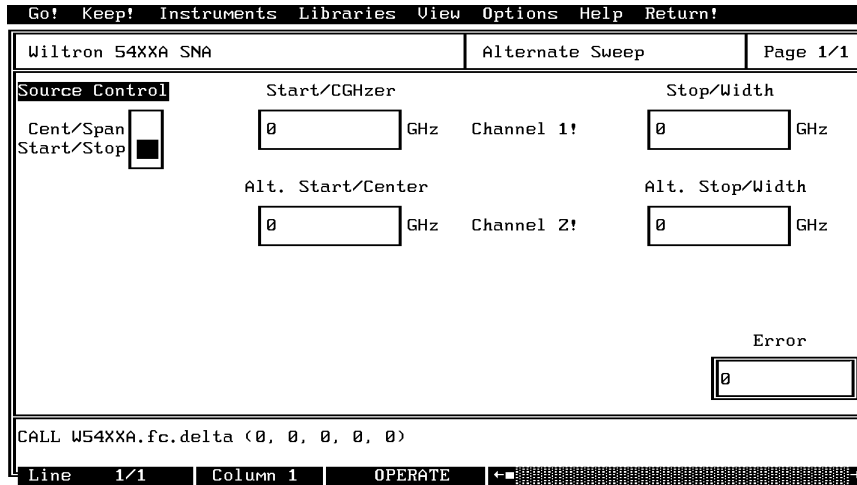 Go! Keep! Instruments Libraries View Options Help Return!
Wiltron 54XXA SNA Alternate Sweep Page 1/1
Source Control Start/CGHzer Stop/Width
Cent/Span
Start/Stop
0 GHz Channel 1! 0 GHz
Alt. Start/Center Alt. Stop/Width
0 GHz Channel 2! 0 GHz
Error
0
CALL W54XXA.fc.delta (0, 0, 0, 0, 0)
Line 1/1 Column 1 OPERATE